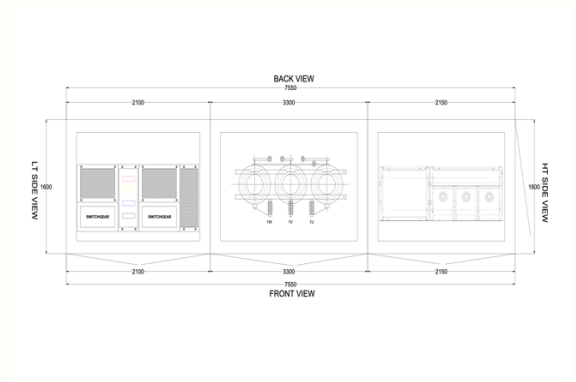 BACK VIEW
7550
2100 3300 2150
LT SIDE VIEW
1600
1600
HT SIDE VIEW
SWITCHGEAR
SWITCHGEAR
1W 1V 1U
2100 3300 2150
7550
FRONT VIEW